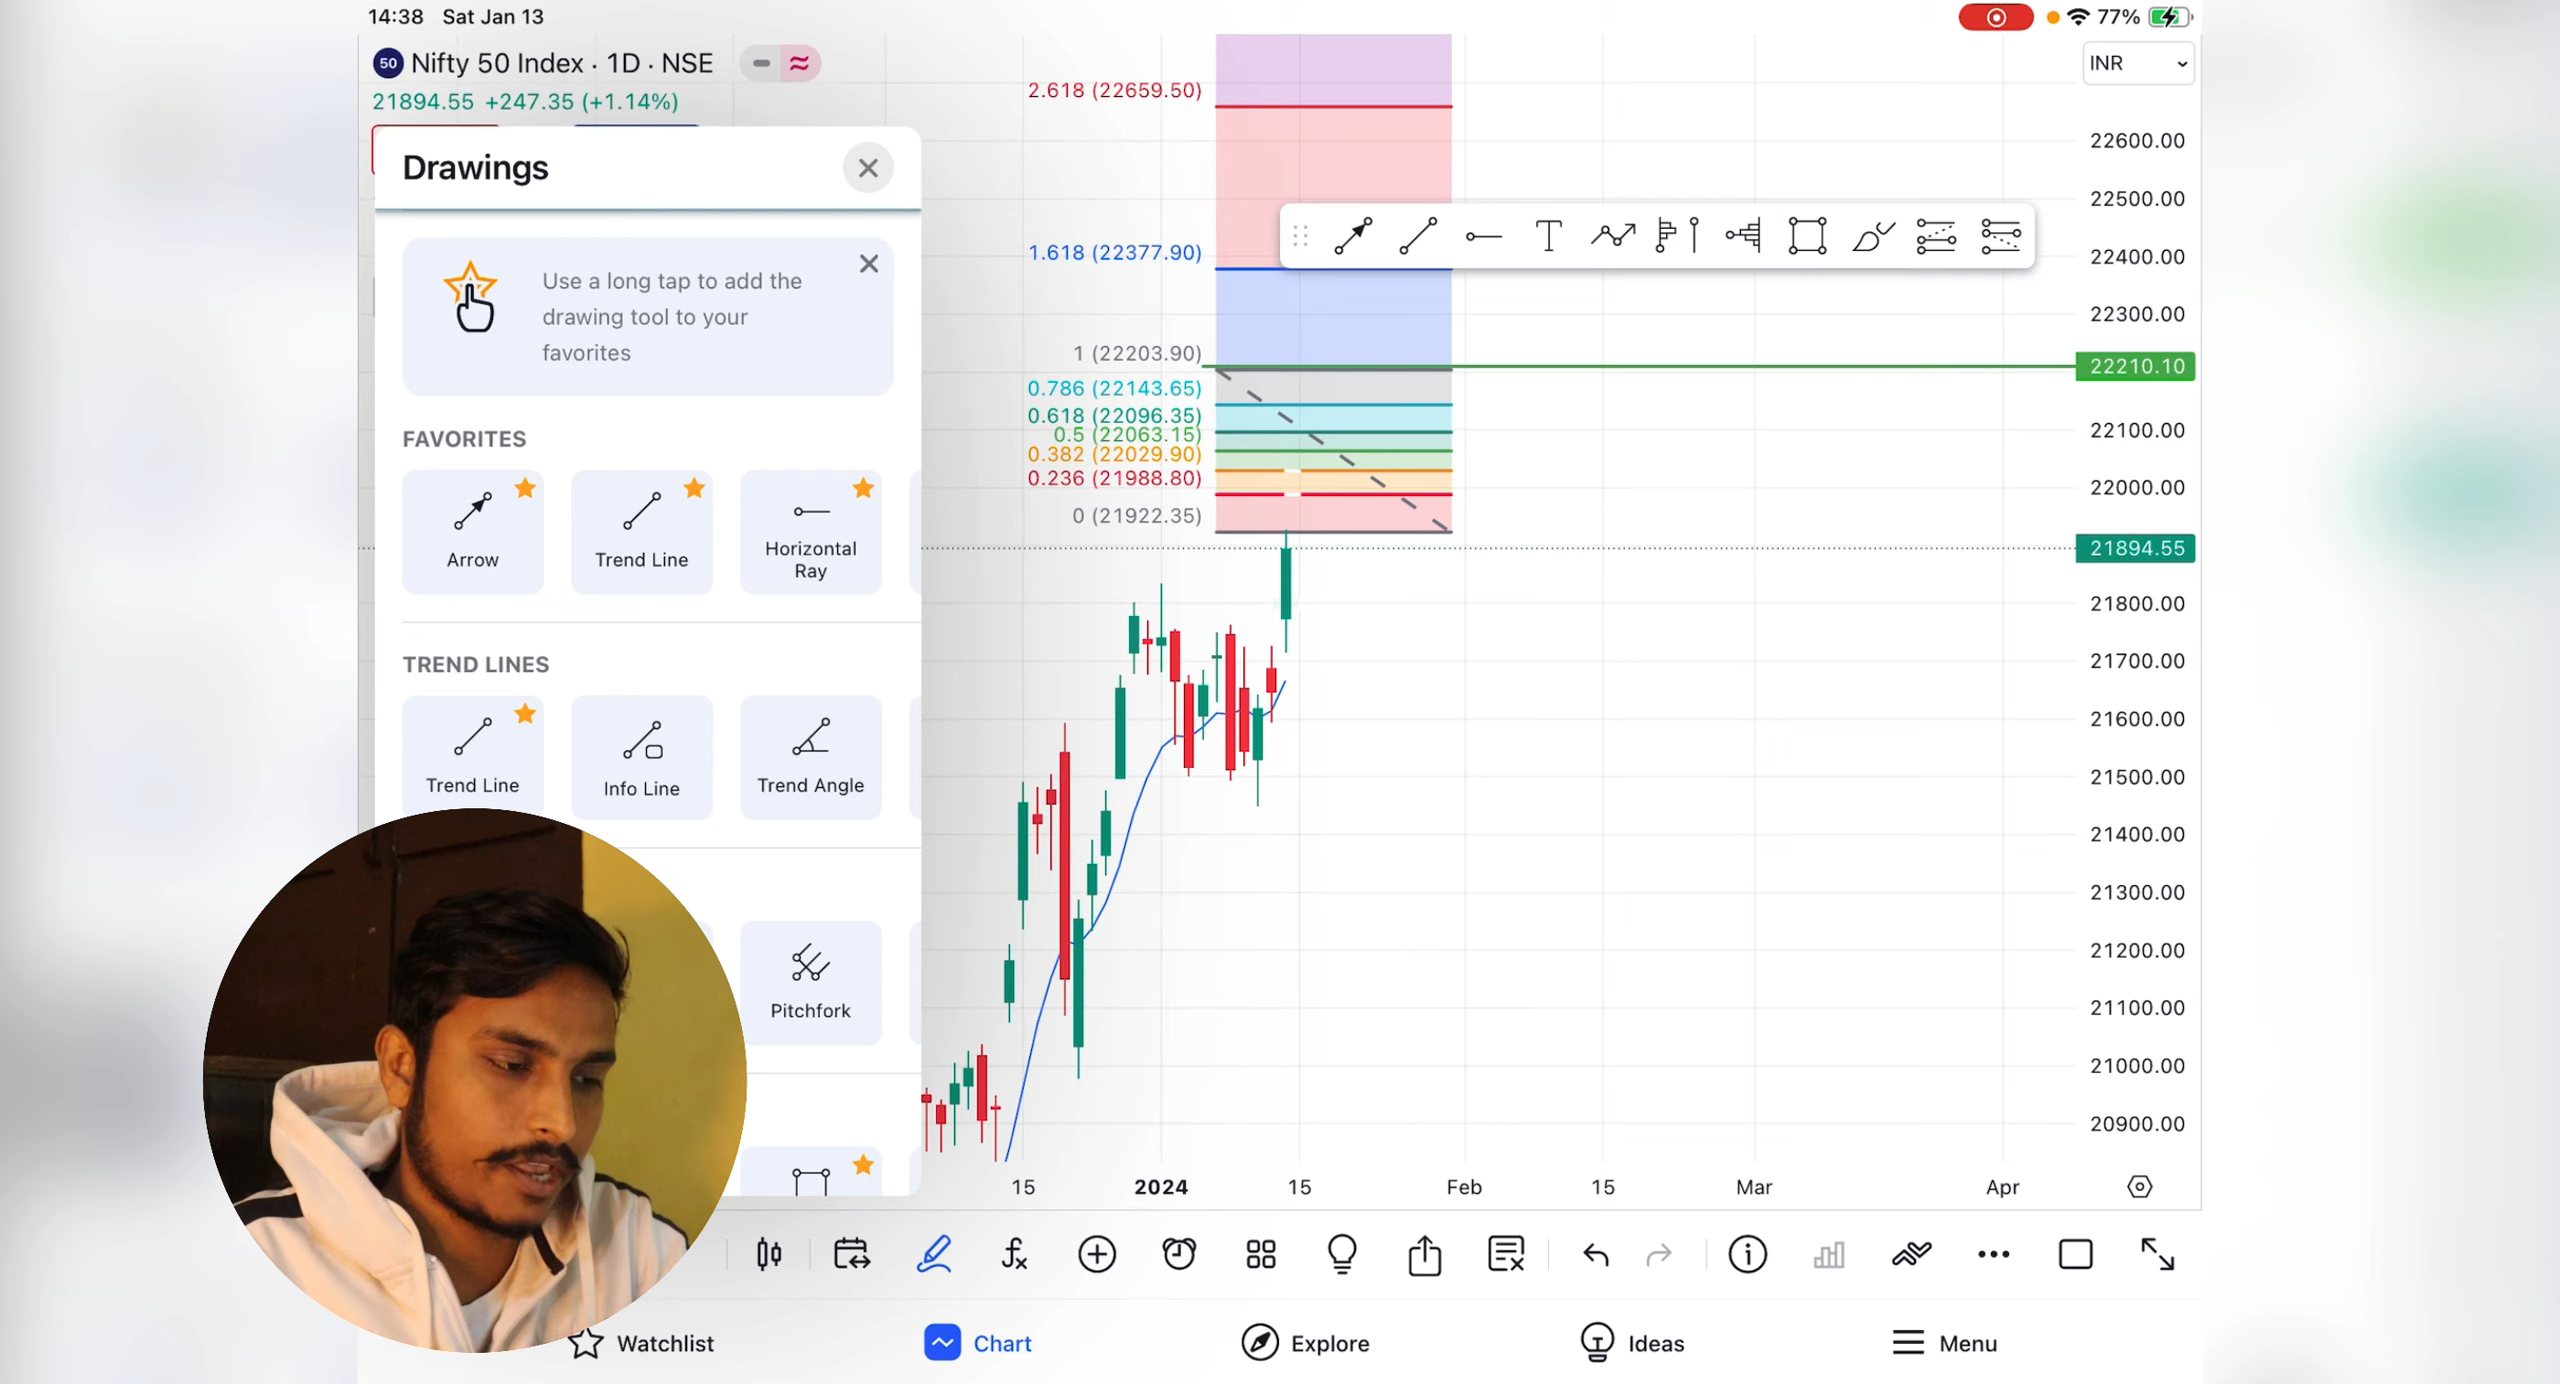 14:38 Sat Jan 13
77%
50 Nifty 50 Index · 1D · NSE
21894.55 +247.35 (+1.14%)
INR
Drawings
Use a long tap to add the
drawing tool to your
favorites
FAVORITES
Arrow
Trend Line
Horizontal
Ray
TREND LINES
Trend Line
Info Line
Trend Angle
Pitchfork
2.618 (22659.50)
1.618 (22377.90)
1 (22203.90)
0.786 (22143.65)
0.618 (22096.35)
0.5 (22063.15)
0.382 (22029.90)
0.236 (21988.80)
0 (21922.35)
T
22600.00
22500.00
22400.00
22300.00
22210.10
22100.00
22000.00
21894.55
21800.00
21700.00
21600.00
21500.00
21400.00
21300.00
21200.00
21100.00
21000.00
20900.00
15 2024 15 Feb 15 Mar Apr
Watchlist
Chart
Explore
Ideas
Menu